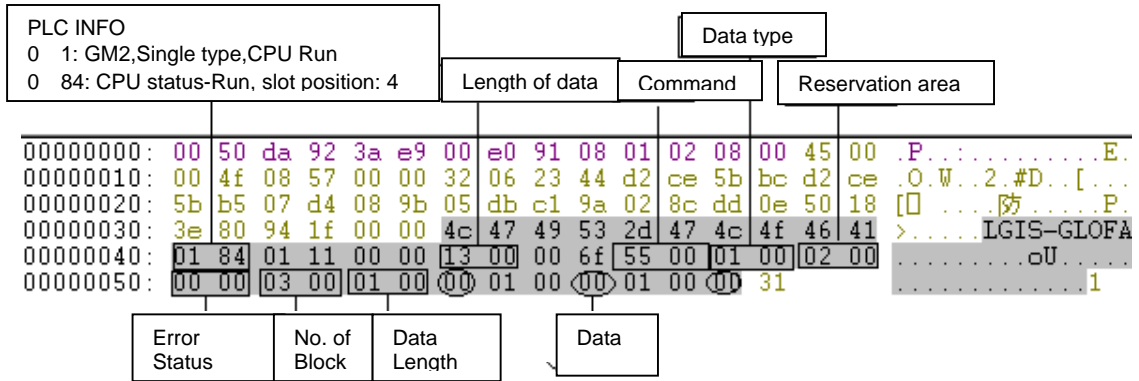 PLC INFO
0 1: GM2,Single type,CPU Run
0 84: CPU status-Run, slot position: 4
Data type
Length of data
Command
Reservation area
00000000: 00 50 da 92 3a e9 00 e0 91 08 01 02 08 00 45 00 .P..:.........E.
00000010: 00 4f 08 57 00 00 32 06 23 44 d2 ce 5b bc d2 ce .O.W..2.#D..[...
00000020: 5b b5 07 d4 08 9b 05 db c1 9a 02 8c dd 0e 50 18 [ .....防.....P.
00000030: 3e 80 94 1f 00 00 4c 47 49 53 2d 47 4c 4f 46 41 >.....LGIS-GLOFA
00000040: 01 84 01 11 00 00 13 00 00 6f 55 00 01 00 02 00 .........oU.....
00000050: 00 00 03 00 01 00 00 01 00 00 01 00 00 31 .............1
Error
Status
No. of
Block
Data
Length
Data